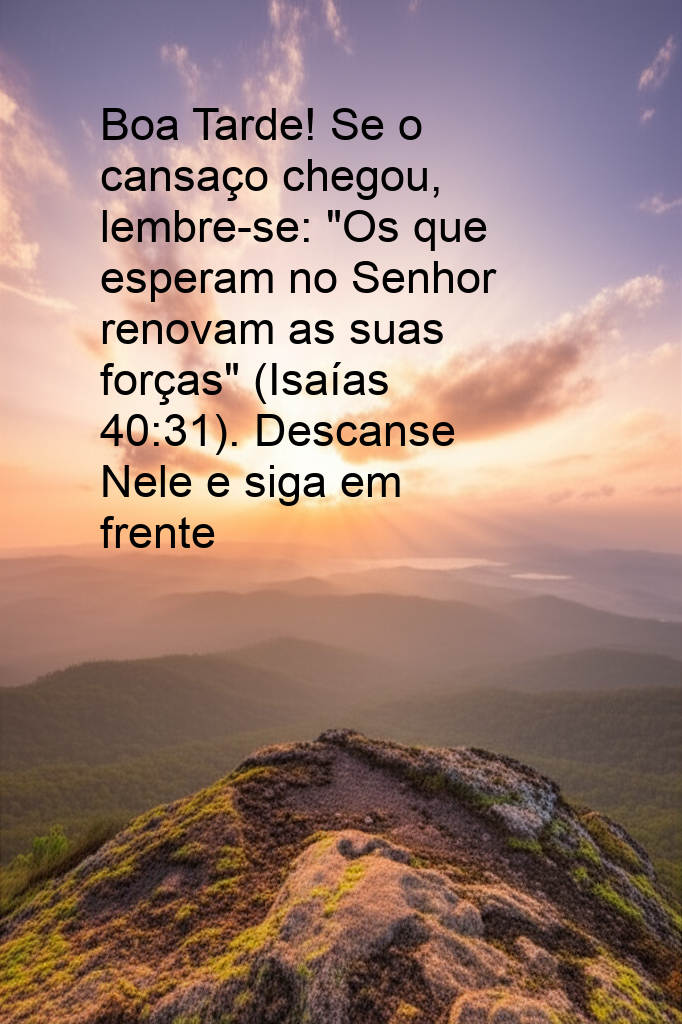 Boa Tarde! Se o
cansaço chegou,
lembre-se: "Os que
esperam no Senhor
renovam as suas
forças" (Isaías
40:31). Descanse
Nele e siga em
frente